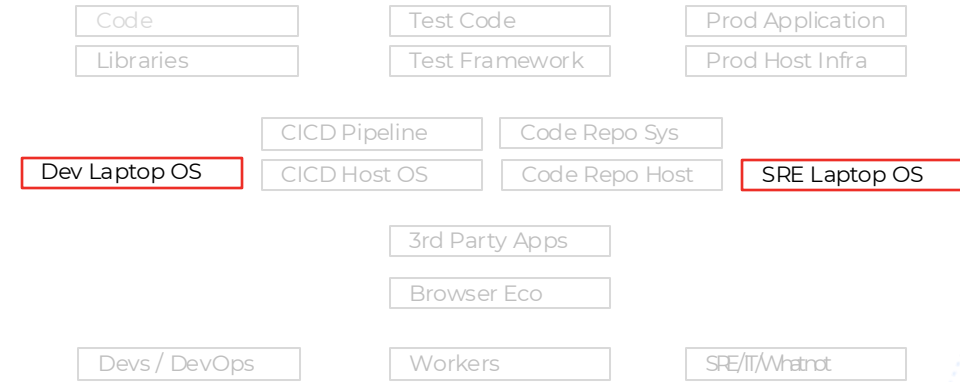 Code
Test Code
Prod Application
Libraries
Test Framework
Prod Host Infra
CICD Pipeline
Code Repo Sys
Dev Laptop OS
CICD Host OS
Code Repo Host
SRE Laptop OS
3rd Party Apps
Browser Eco
Devs / DevOps
Workers
SRE/IT/Whatnot